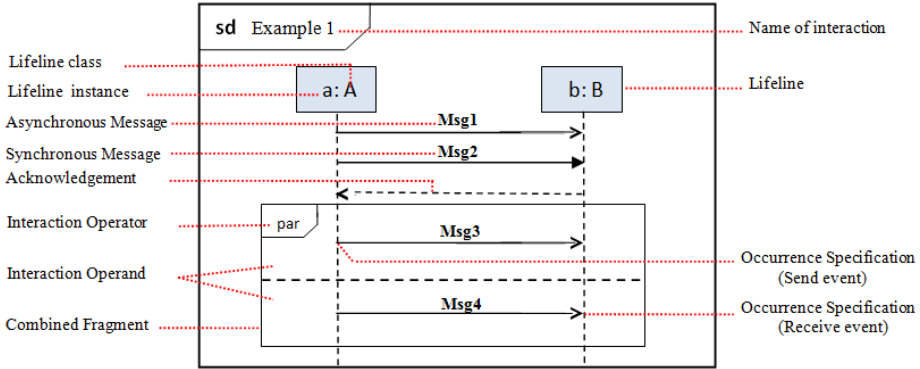 sd Example 1
Name of interaction
Lifeline class
Lifeline instance
a: A
b: B
Lifeline
Asynchronous Message
Msg1
Synchronous Message
Msg2
Acknowledgement
Interaction Operator
par
Msg3
Occurrence Specification
(Send event)
Interaction Operand
Msg4
Occurrence Specification
(Receive event)
Combined Fragment